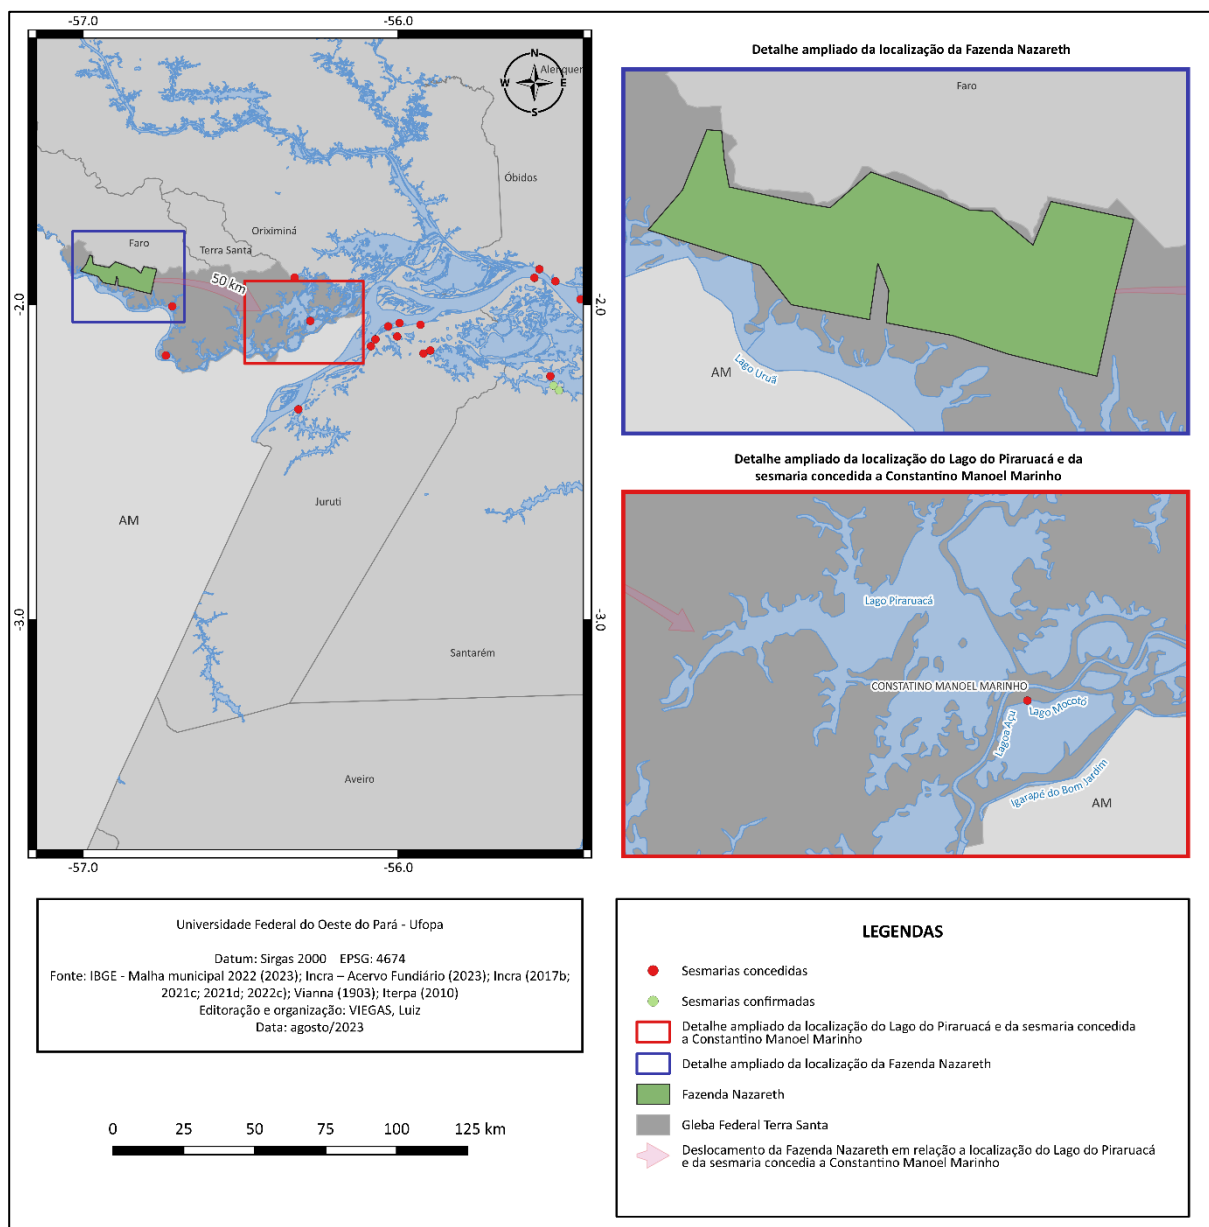 -57.0
-56.0
N
W
E
S
Alenquer
Óbidos
Oriximiná
Faro
Terra Santa
50 km
-2.0
-2.0
AM
Juruti
-3.0
-3.0
Santarém
Aveiro
-57.0
-56.0
Detalhe ampliado da localização da Fazenda Nazareth
Faro
AM
Lago Uruã
Detalhe ampliado da localização do Lago do Piraruacá e da
sesmaria concedida a Constantino Manoel Marinho
Lago Piraruacá
CONSTATINO MANOEL MARINHO
Lago Mocotó
Lagoa Açu
Igarapé do Bom Jardim
AM
Universidade Federal do Oeste do Pará - Ufopa
Datum: Sirgas 2000 EPSG: 4674
Fonte: IBGE - Malha municipal 2022 (2023); Incra – Acervo Fundiário (2023); Incra (2017b;
2021c; 2021d; 2022c); Vianna (1903); Iterpa (2010)
Editoração e organização: VIEGAS, Luiz
Data: agosto/2023
0 25 50 75 100 125 km
LEGENDAS
Sesmarias concedidas
Sesmarias confirmadas
Detalhe ampliado da localização do Lago do Piraruacá e da sesmaria concedida
a Constantino Manoel Marinho
Detalhe ampliado da localização da Fazenda Nazareth
Fazenda Nazareth
Gleba Federal Terra Santa
Deslocamento da Fazenda Nazareth em relação a localização do Lago do Piraruacá
e da sesmaria concedia a Constantino Manoel Marinho